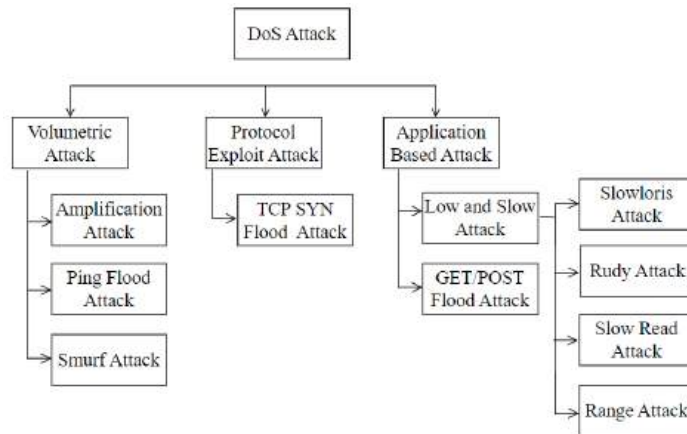 DoS Attack
Volumetric
Attack
Protocol
Exploit Attack
Application
Based Attack
Amplification
Attack
Ping Flood
Attack
Smurf Attack
TCP SYN
Flood Attack
Low and Slow
Attack
GET/POST
Flood Attack
Slowloris
Attack
Rudy Attack
Slow Read
Attack
Range Attack